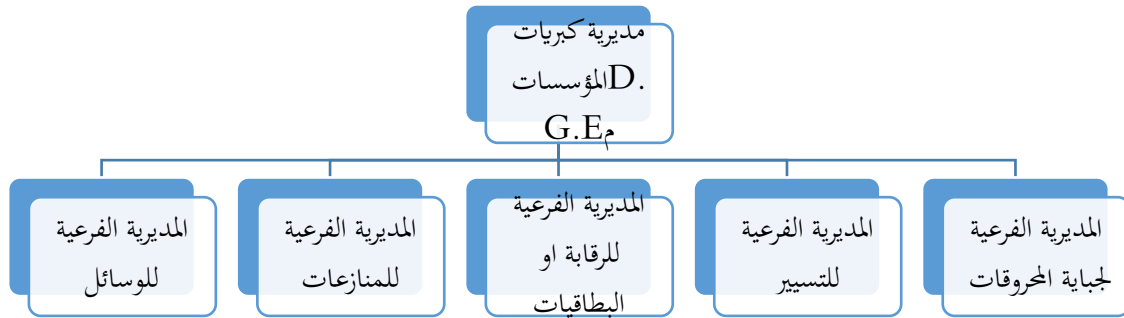 مديرية كبريات
المؤسسات D.
G.E م
المديرية الفرعية
لجباية المحروقات
المديرية الفرعية
للتسيير
المديرية الفرعية
للرقابة او
البطاقيات
المديرية الفرعية
للمنازعات
المديرية الفرعية
للوسائل